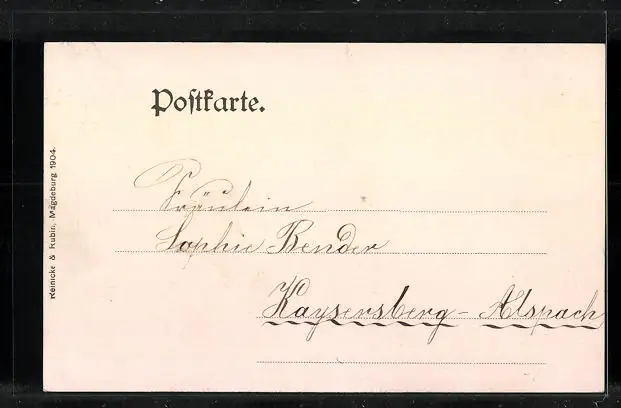 Postkarte.
Fräulein
Sophie Bender
Kaysersberg - Alspach
Reinicke & Rubin, Magdeburg 1904.